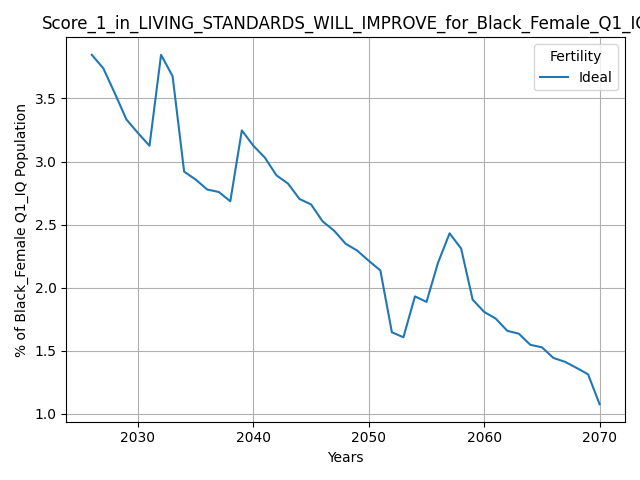 Score_1_in_LIVING_STANDARDS_WILL_IMPROVE_for_Black_Female_Q1_IQ
Fertility
Ideal
% of Black_Female Q1_IQ Population
3.5
3.0
2.5
2.0
1.5
1.0
2030 2040 2050 2060 2070
Years